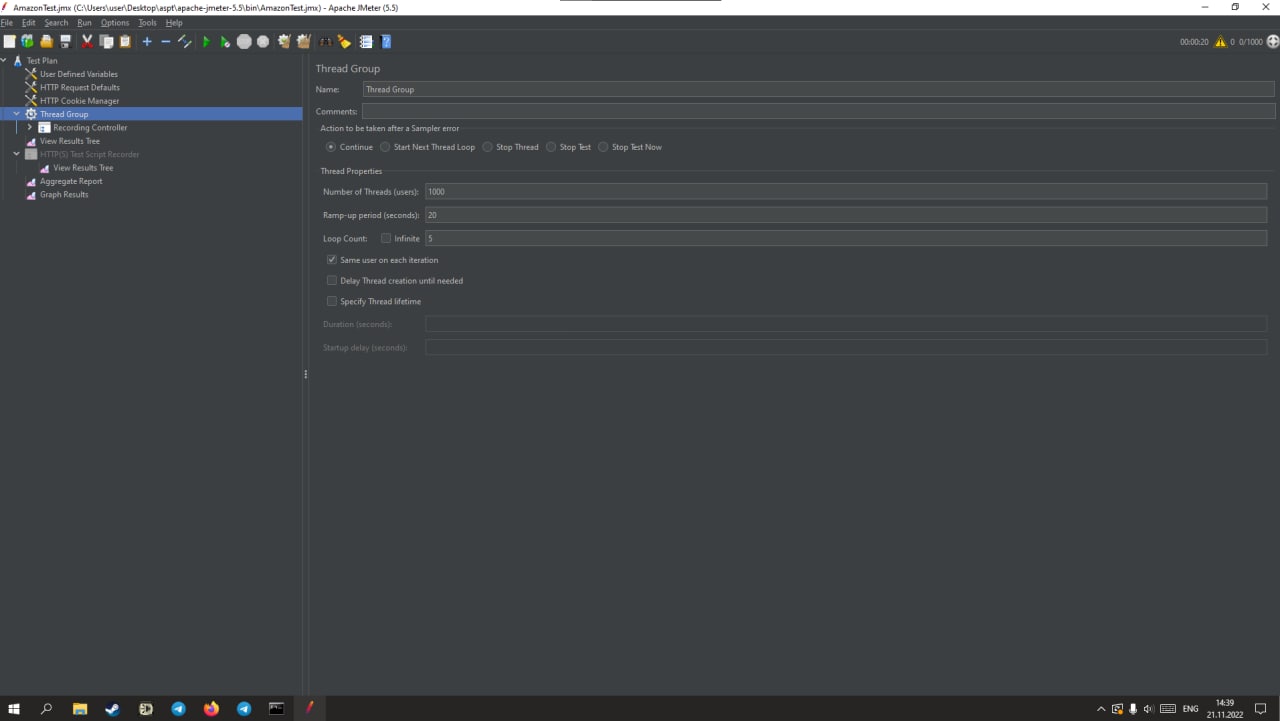 AmazonTest.jmx (C:\Users\user\Desktop\aspt\apache-jmeter-5.5\bin\AmazonTest.jmx) - Apache JMeter (5.5)
File Edit Search Run Options Tools Help
00:00:20 0 0/1000
Test Plan
User Defined Variables
HTTP Request Defaults
HTTP Cookie Manager
Thread Group
Recording Controller
View Results Tree
HTTP(S) Test Script Recorder
View Results Tree
Aggregate Report
Graph Results
Thread Group
Name: Thread Group
Comments:
Action to be taken after a Sampler error
Continue Start Next Thread Loop Stop Thread Stop Test Stop Test Now
Thread Properties
Number of Threads (users): 1000
Ramp-up period (seconds): 20
Loop Count: Infinite 5
Same user on each iteration
Delay Thread creation until needed
Specify Thread lifetime
Duration (seconds):
Startup delay (seconds):
ENG
14:39
21.11.2022